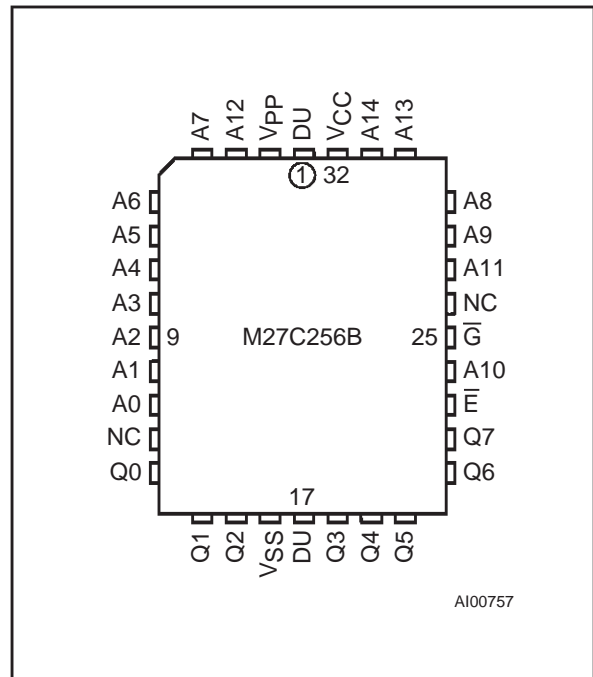 A7 A12 VPP DU VCC A14 A13
1 32
A6 A8
A5 A9
A4 A11
A3 NC
A2 9 M27C256B 25 G̅
A1 A10
A0 E̅
NC Q7
Q0 Q6
17
Q1 Q2 VSS DU Q3 Q4 Q5
AI00757